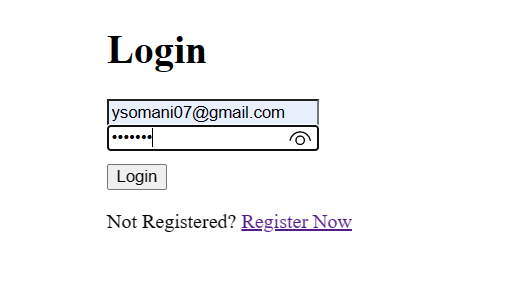 Login
ysomani07@gmail.com
•••••••
Login
Not Registered? Register Now